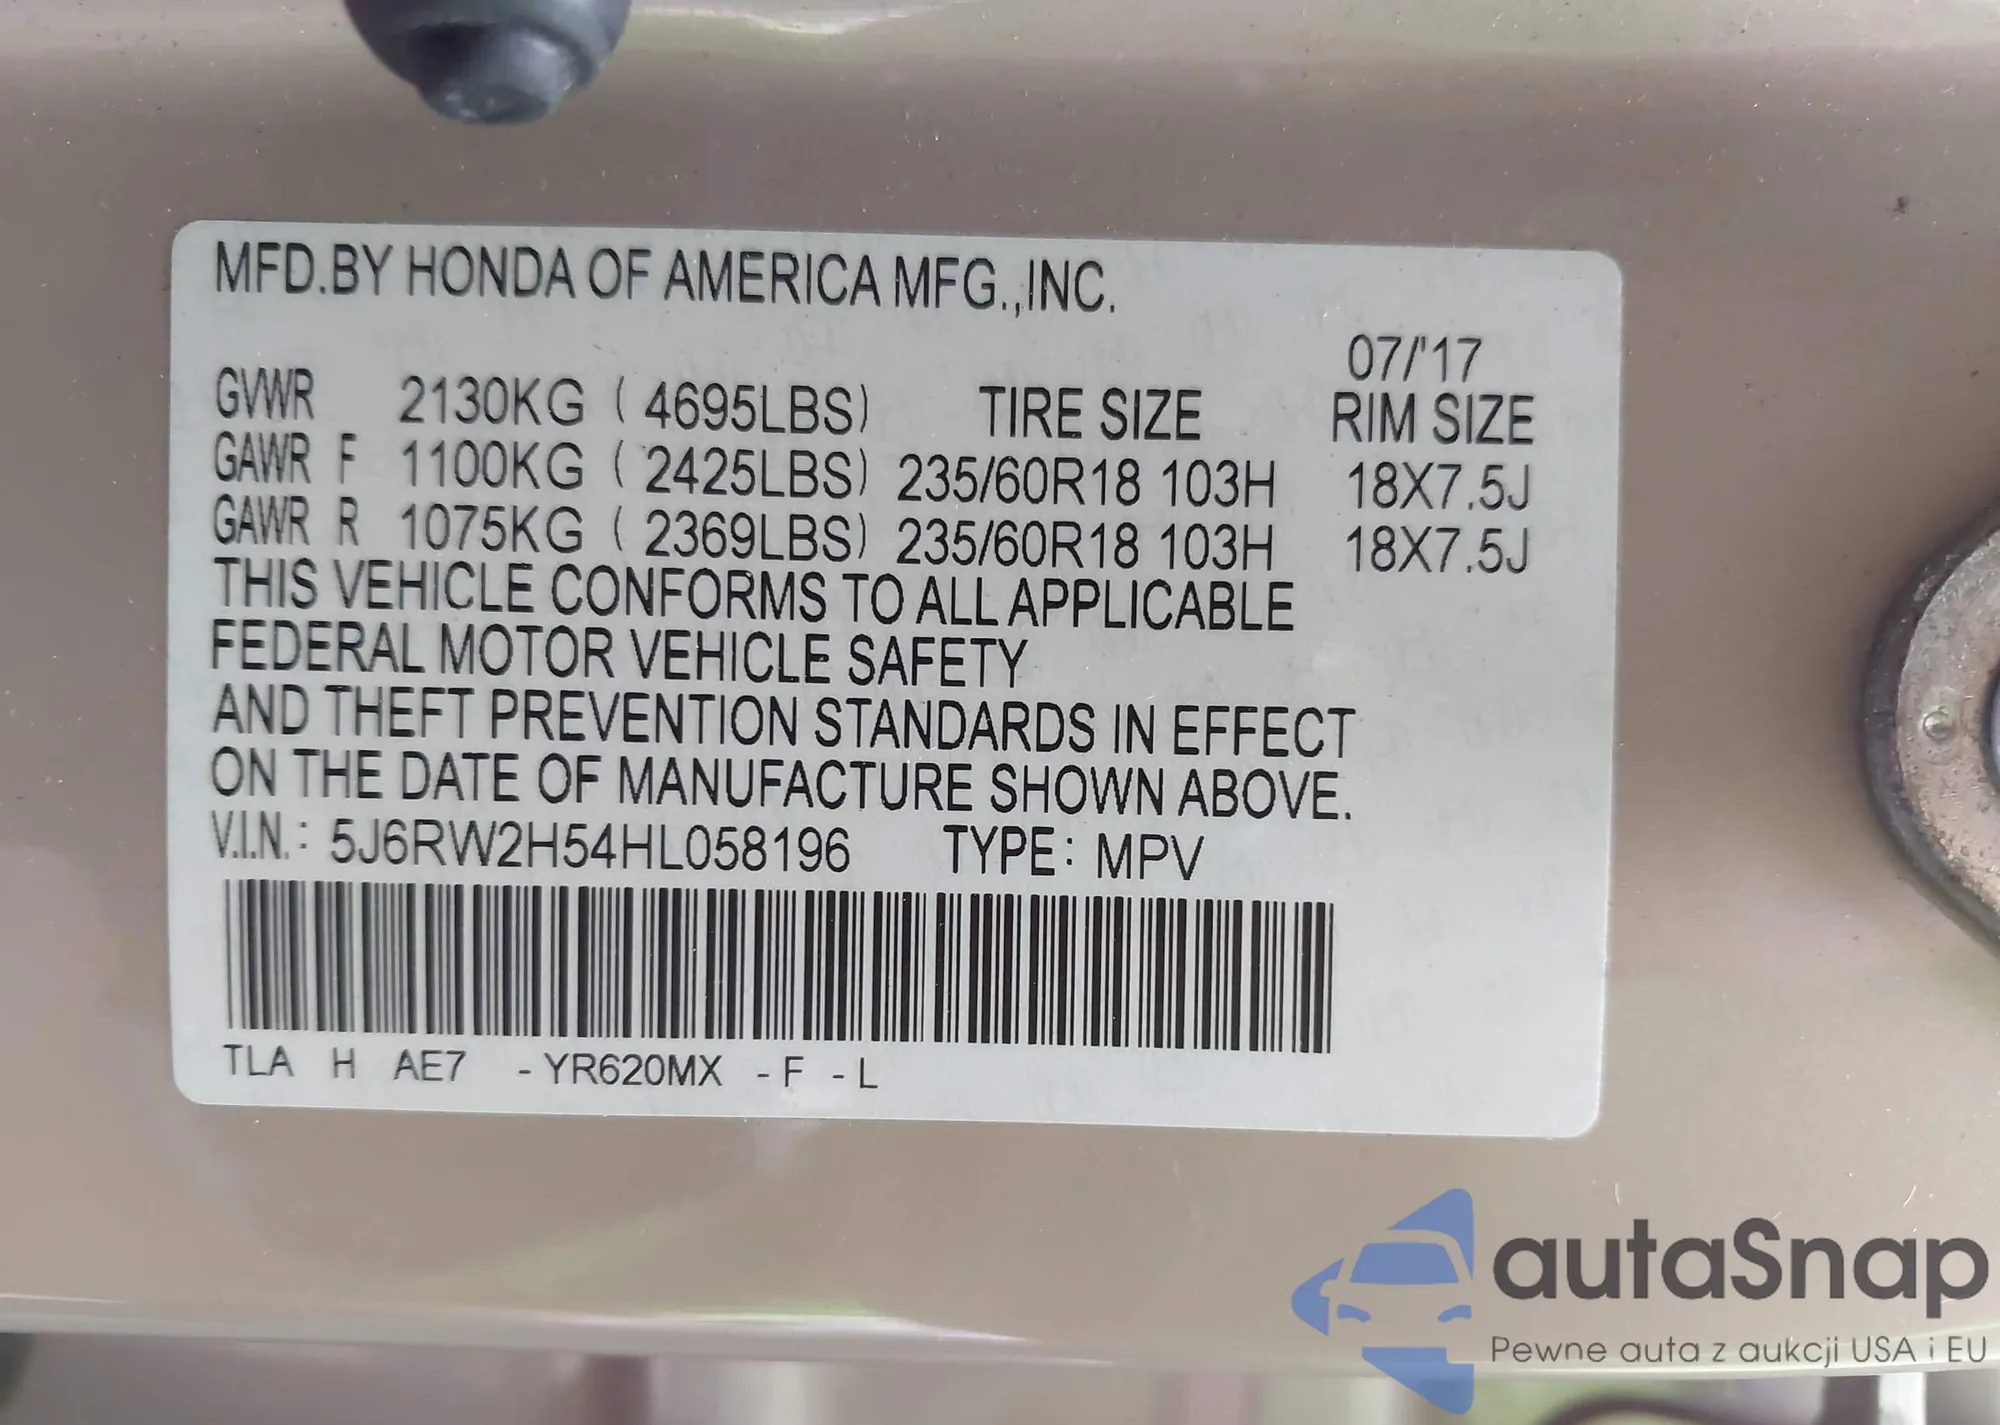 MFD.BY HONDA OF AMERICA MFG.,INC.
07/'17
GVWR 2130KG ( 4695LBS) TIRE SIZE RIM SIZE
GAWR F 1100KG ( 2425LBS) 235/60R18 103H 18X7.5J
GAWR R 1075KG ( 2369LBS) 235/60R18 103H 18X7.5J
THIS VEHICLE CONFORMS TO ALL APPLICABLE
FEDERAL MOTOR VEHICLE SAFETY
AND THEFT PREVENTION STANDARDS IN EFFECT
ON THE DATE OF MANUFACTURE SHOWN ABOVE.
V.I.N.: 5J6RW2H54HL058196 TYPE: MPV
TLA H AE7 -YR620MX -F -L
autaSnap
Pewne auta z aukcji USA i EU